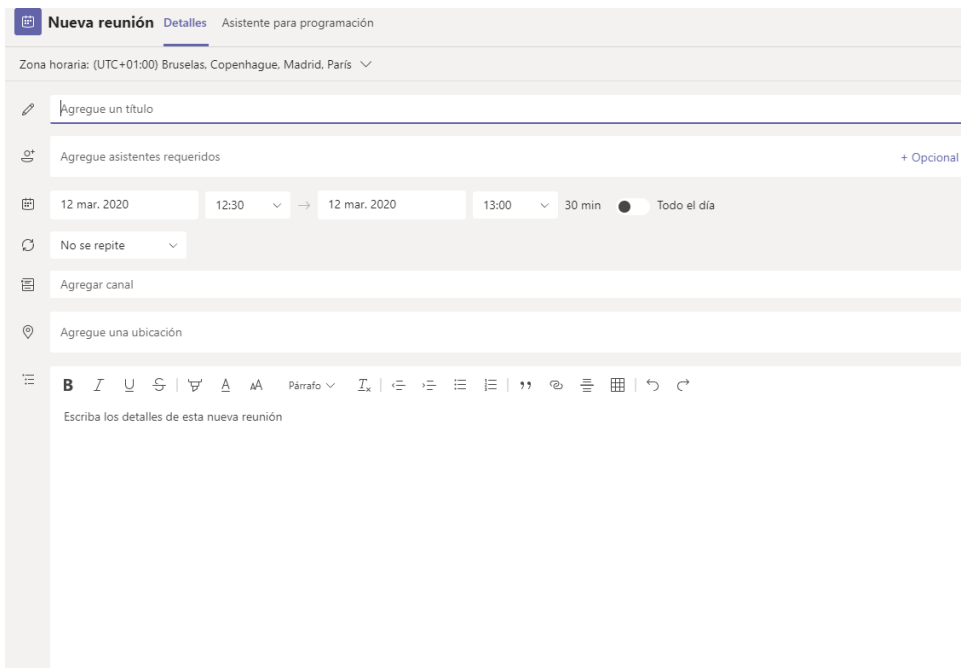 Nueva reunión Detalles Asistente para programación
Zona horaria: (UTC+01:00) Bruselas, Copenhague, Madrid, París
Agregue un título
Agregue asistentes requeridos + Opcional
12 mar. 2020 12:30 → 12 mar. 2020 13:00 30 min Todo el día
No se repite
Agregar canal
Agregue una ubicación
B I U S A AA Párrafo Tx
Escriba los detalles de esta nueva reunión